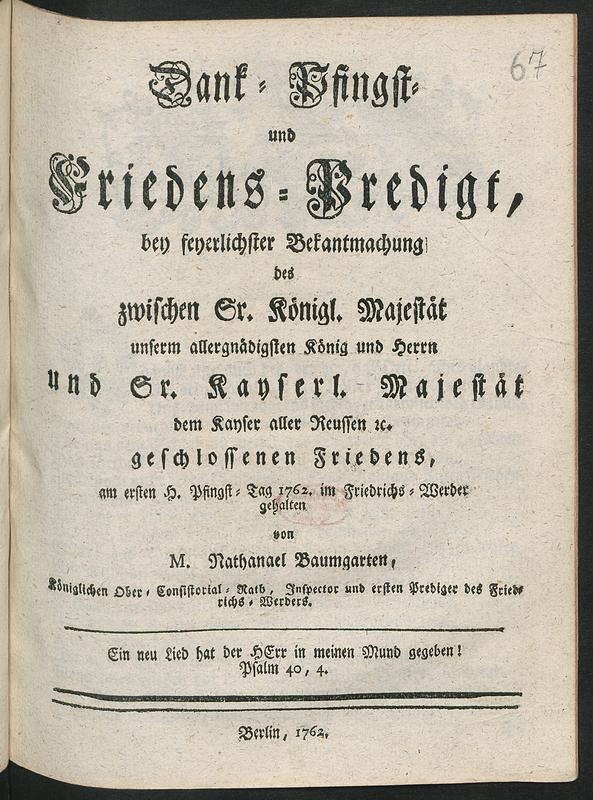 67
Dank- Pfingst-
und
Friedens-Predigt,
bey feyerlichster Bekantmachung
des
zwischen Sr. Königl. Majestät
unserm allergnädigsten König und Herrn
und Sr. Kayserl. Majestät
dem Kayser aller Reussen ꝛc.
geschlossenen Friedens,
am ersten H. Pfingst-Tag 1762. im Friedrichs-Werder
gehalten
von
M. Nathanael Baumgarten,
Königlichen Ober-Consistorial-Rath, Inspector und ersten Prediger des Fried-
richs-Werders.
Ein neu Lied hat der HErr in meinen Mund gegeben!
Psalm 40, 4.
Berlin, 1762.